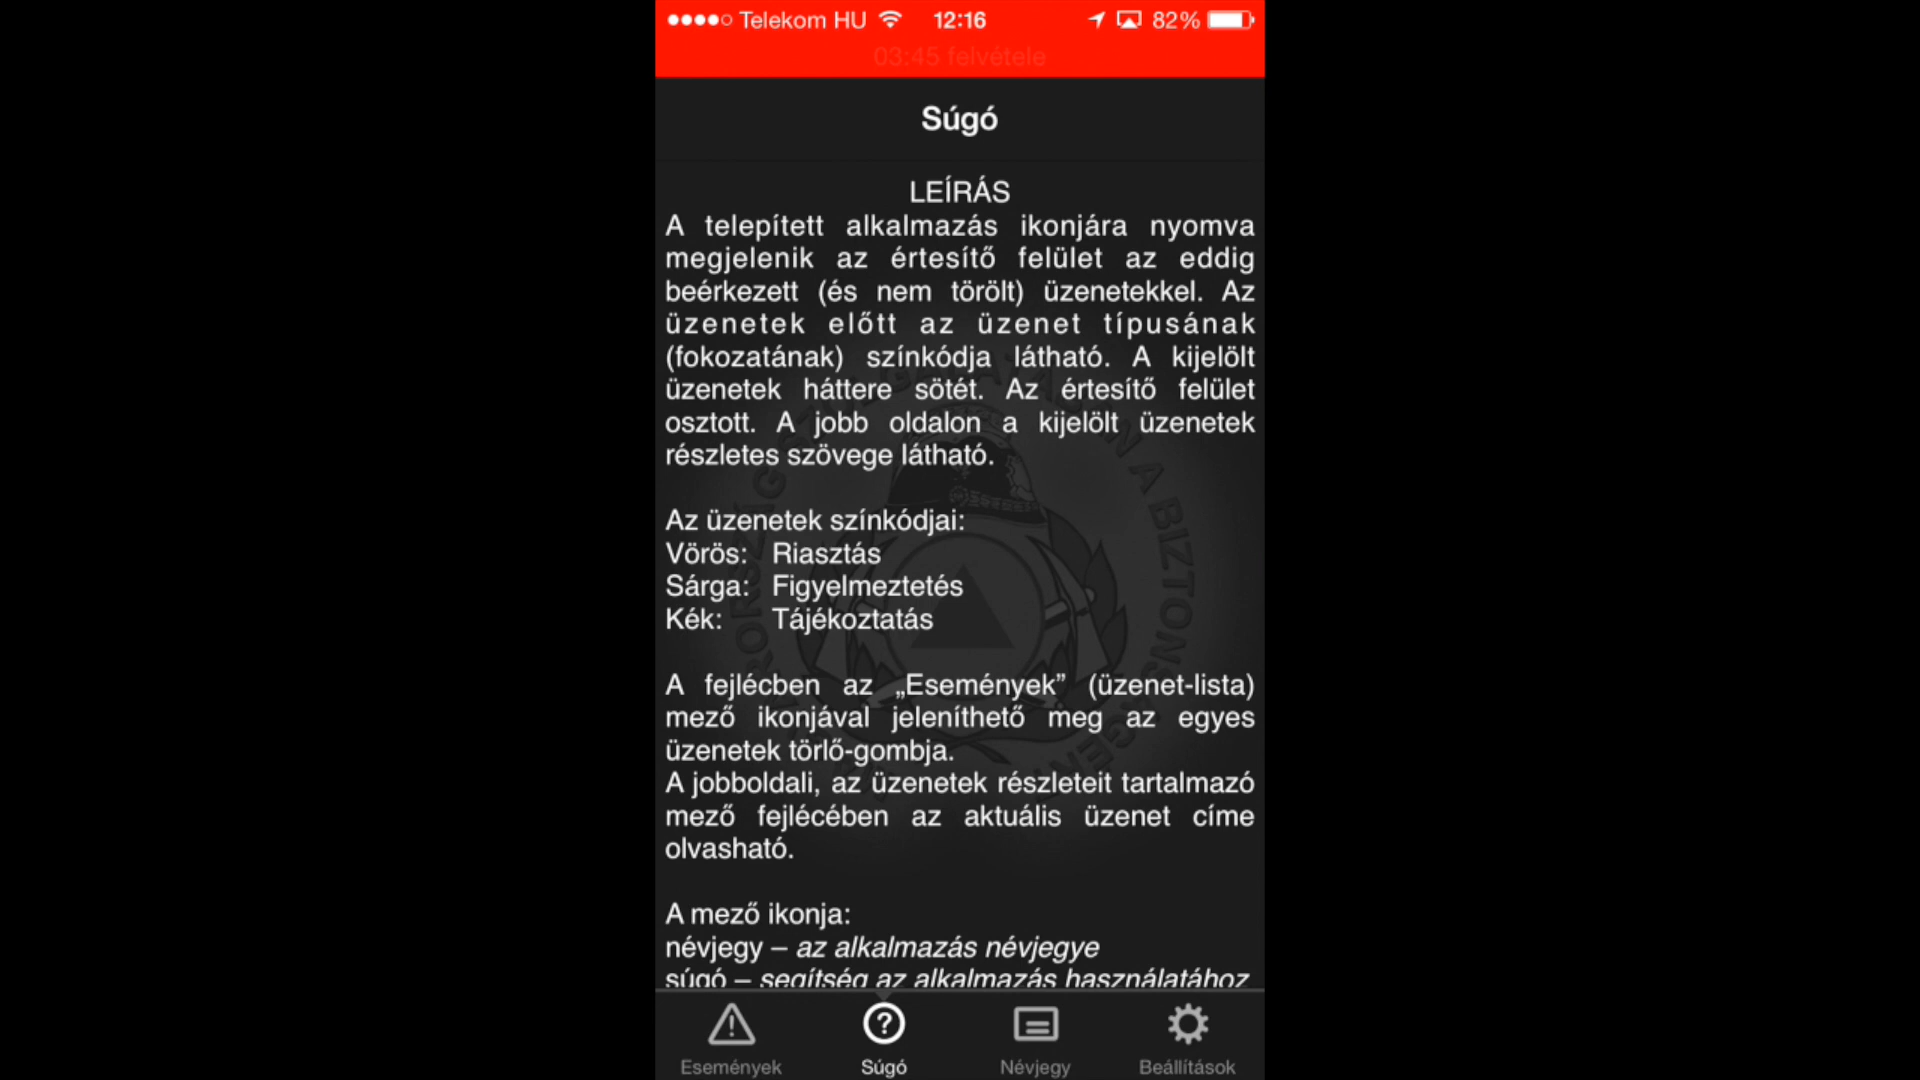 Telekom HU 12:16 82%
03:45 felvétele
Súgó
LEÍRÁS
A telepített alkalmazás ikonjára nyomva
megjelenik az értesítő felület az eddig
beérkezett (és nem törölt) üzenetekkel. Az
üzenetek előtt az üzenet típusának
(fokozatának) színkódja látható. A kijelölt
üzenetek háttere sötét. Az értesítő felület
osztott. A jobb oldalon a kijelölt üzenetek
részletes szövege látható.
Az üzenetek színkódjai:
Vörös: Riasztás
Sárga: Figyelmeztetés
Kék: Tájékoztatás
A fejlécben az „Események” (üzenet-lista)
mező ikonjával jeleníthető meg az egyes
üzenetek törlő-gombja.
A jobboldali, az üzenetek részleteit tartalmazó
mező fejlécében az aktuális üzenet címe
olvasható.
A mező ikonja:
névjegy – az alkalmazás névjegye
súgó – segítség az alkalmazás használatához
Események Súgó Névjegy Beállítások